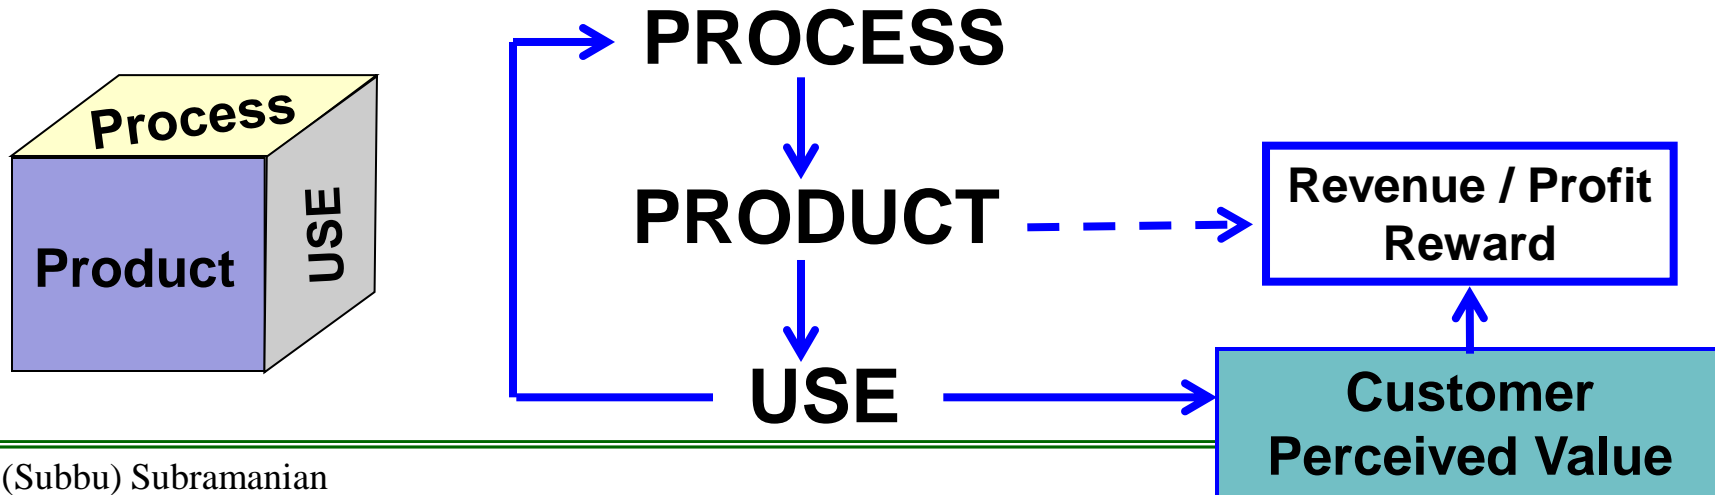 Process
Product
USE
PROCESS
PRODUCT
USE
Revenue / Profit
Reward
Customer
Perceived Value
(Subbu) Subramanian